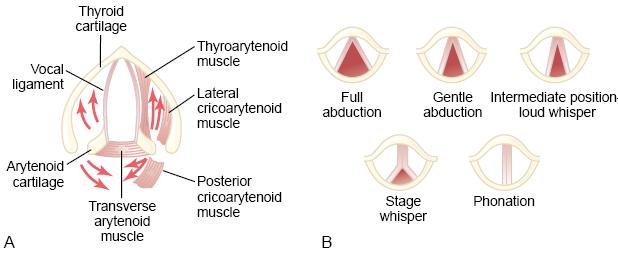 Thyroid
cartilage
Vocal
ligament
Thyroarytenoid
muscle
Lateral
cricoarytenoid
muscle
Arytenoid
cartilage
Transverse
arytenoid
muscle
Posterior
cricoarytenoid
muscle
A
Full
abduction
Gentle
abduction
Intermediate position-
loud whisper
Stage
whisper
Phonation
B